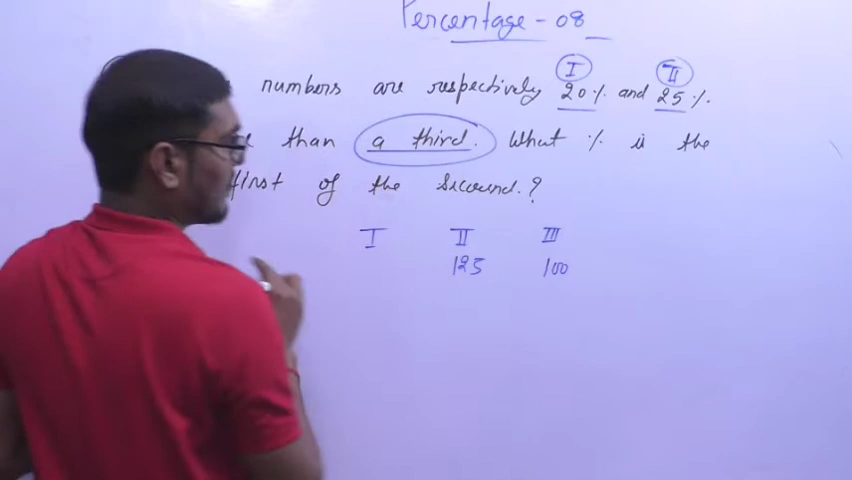 Percentage - 08
numbers are respectively 20% and 25%.
I II
than a third. What % is the
first of the Second.?
I II III
125 100